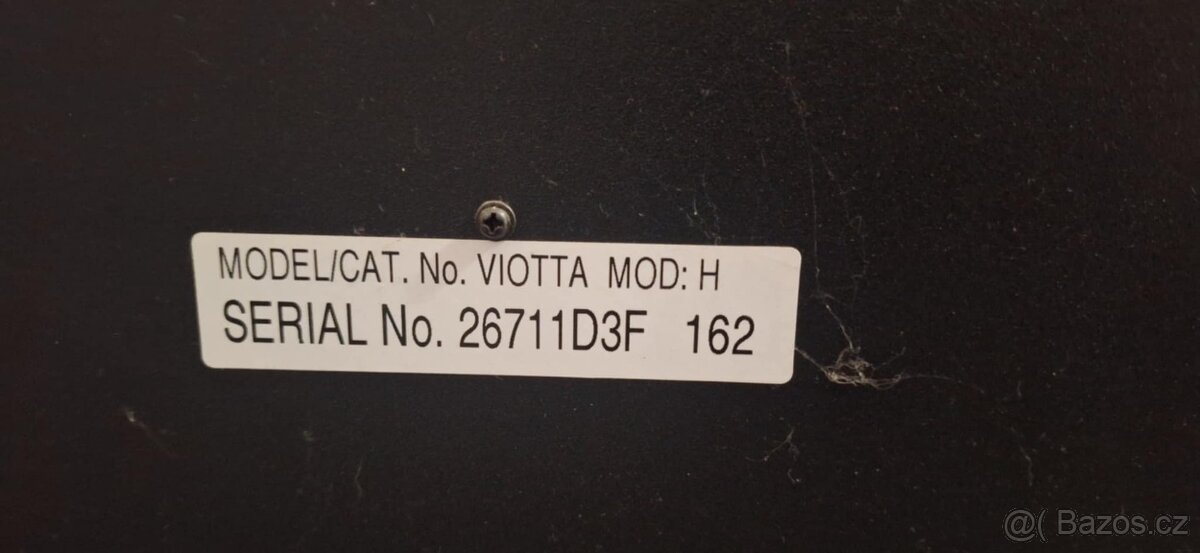 MODEL/CAT. No. VIOTTA MOD: H
SERIAL No. 26711D3F 162
@( Bazos.cz